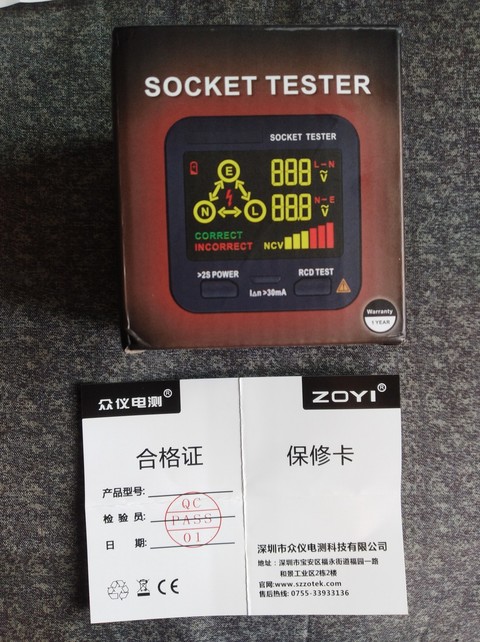 SOCKET TESTER
SOCKET TESTER
E
N
L
888 L-N
V
88.8 N-E
V
CORRECT
INCORRECT
NCV
>2S POWER
RCD TEST
I△n >30mA
Warranty
1 YEAR
众仪电测®
ZOYI®
合格证
产品型号:
检 验 员:
日 期:
QC
PASS
01
CE
保修卡
深圳市众仪电测科技有限公司
地址:深圳市宝安区福永街道福园一路
和景工业区2栋2楼
官网:www.szzotek.com
售后热线: 0755-33933136